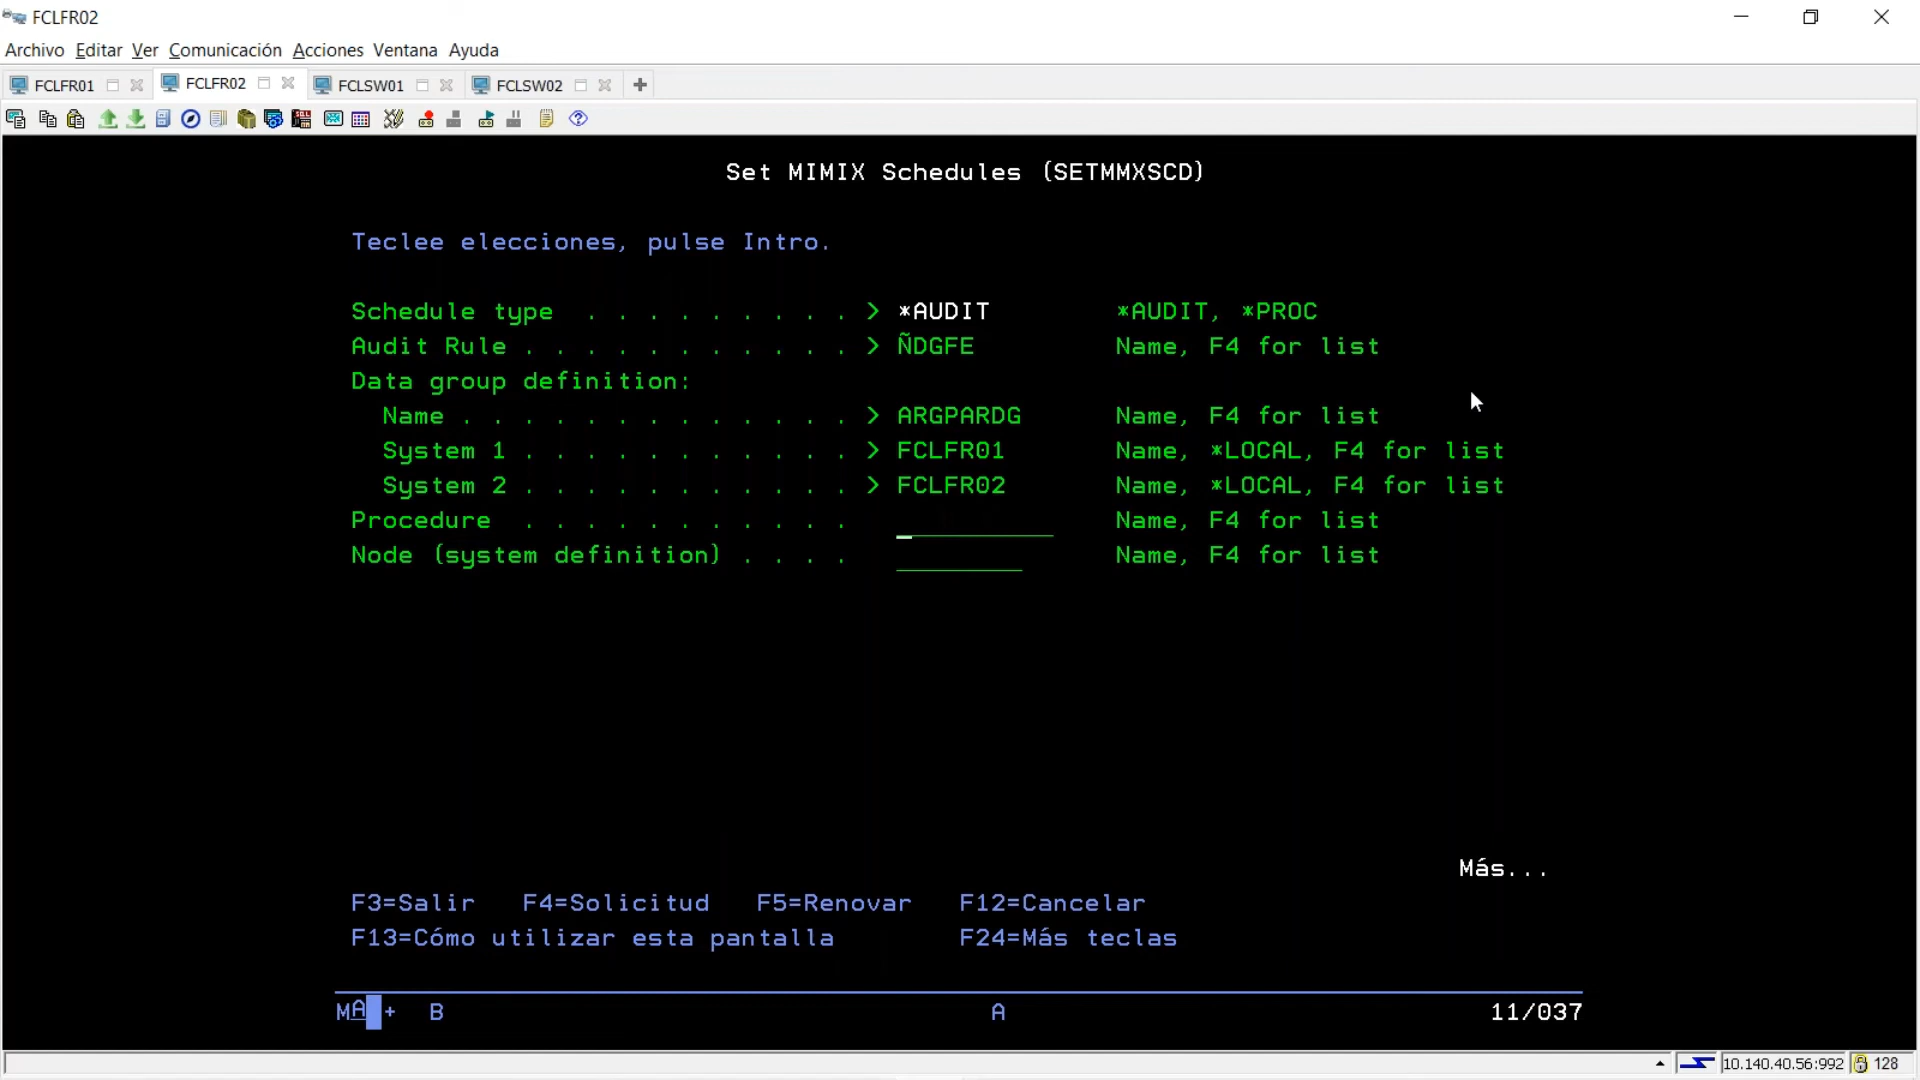 FCLFR02
Archivo Editar Ver Comunicación Acciones Ventana Ayuda
FCLFR01 FCLFR02 FCLSW01 FCLSW02
Set MIMIX Schedules (SETMMXSCD)
Teclee elecciones, pulse Intro.
Schedule type . . . . . . . . . > *AUDIT *AUDIT, *PROC
Audit Rule . . . . . . . . . . . > ÑDGFE Name, F4 for list
Data group definition:
Name . . . . . . . . . . . . . > ARGPARDG Name, F4 for list
System 1 . . . . . . . . . . . > FCLFR01 Name, *LOCAL, F4 for list
System 2 . . . . . . . . . . . > FCLFR02 Name, *LOCAL, F4 for list
Procedure . . . . . . . . . . . Name, F4 for list
Node (system definition) . . . . Name, F4 for list
Más...
F3=Salir F4=Solicitud F5=Renovar F12=Cancelar
F13=Cómo utilizar esta pantalla F24=Más teclas
MA + B A 11/037
10.140.40.56:992 128